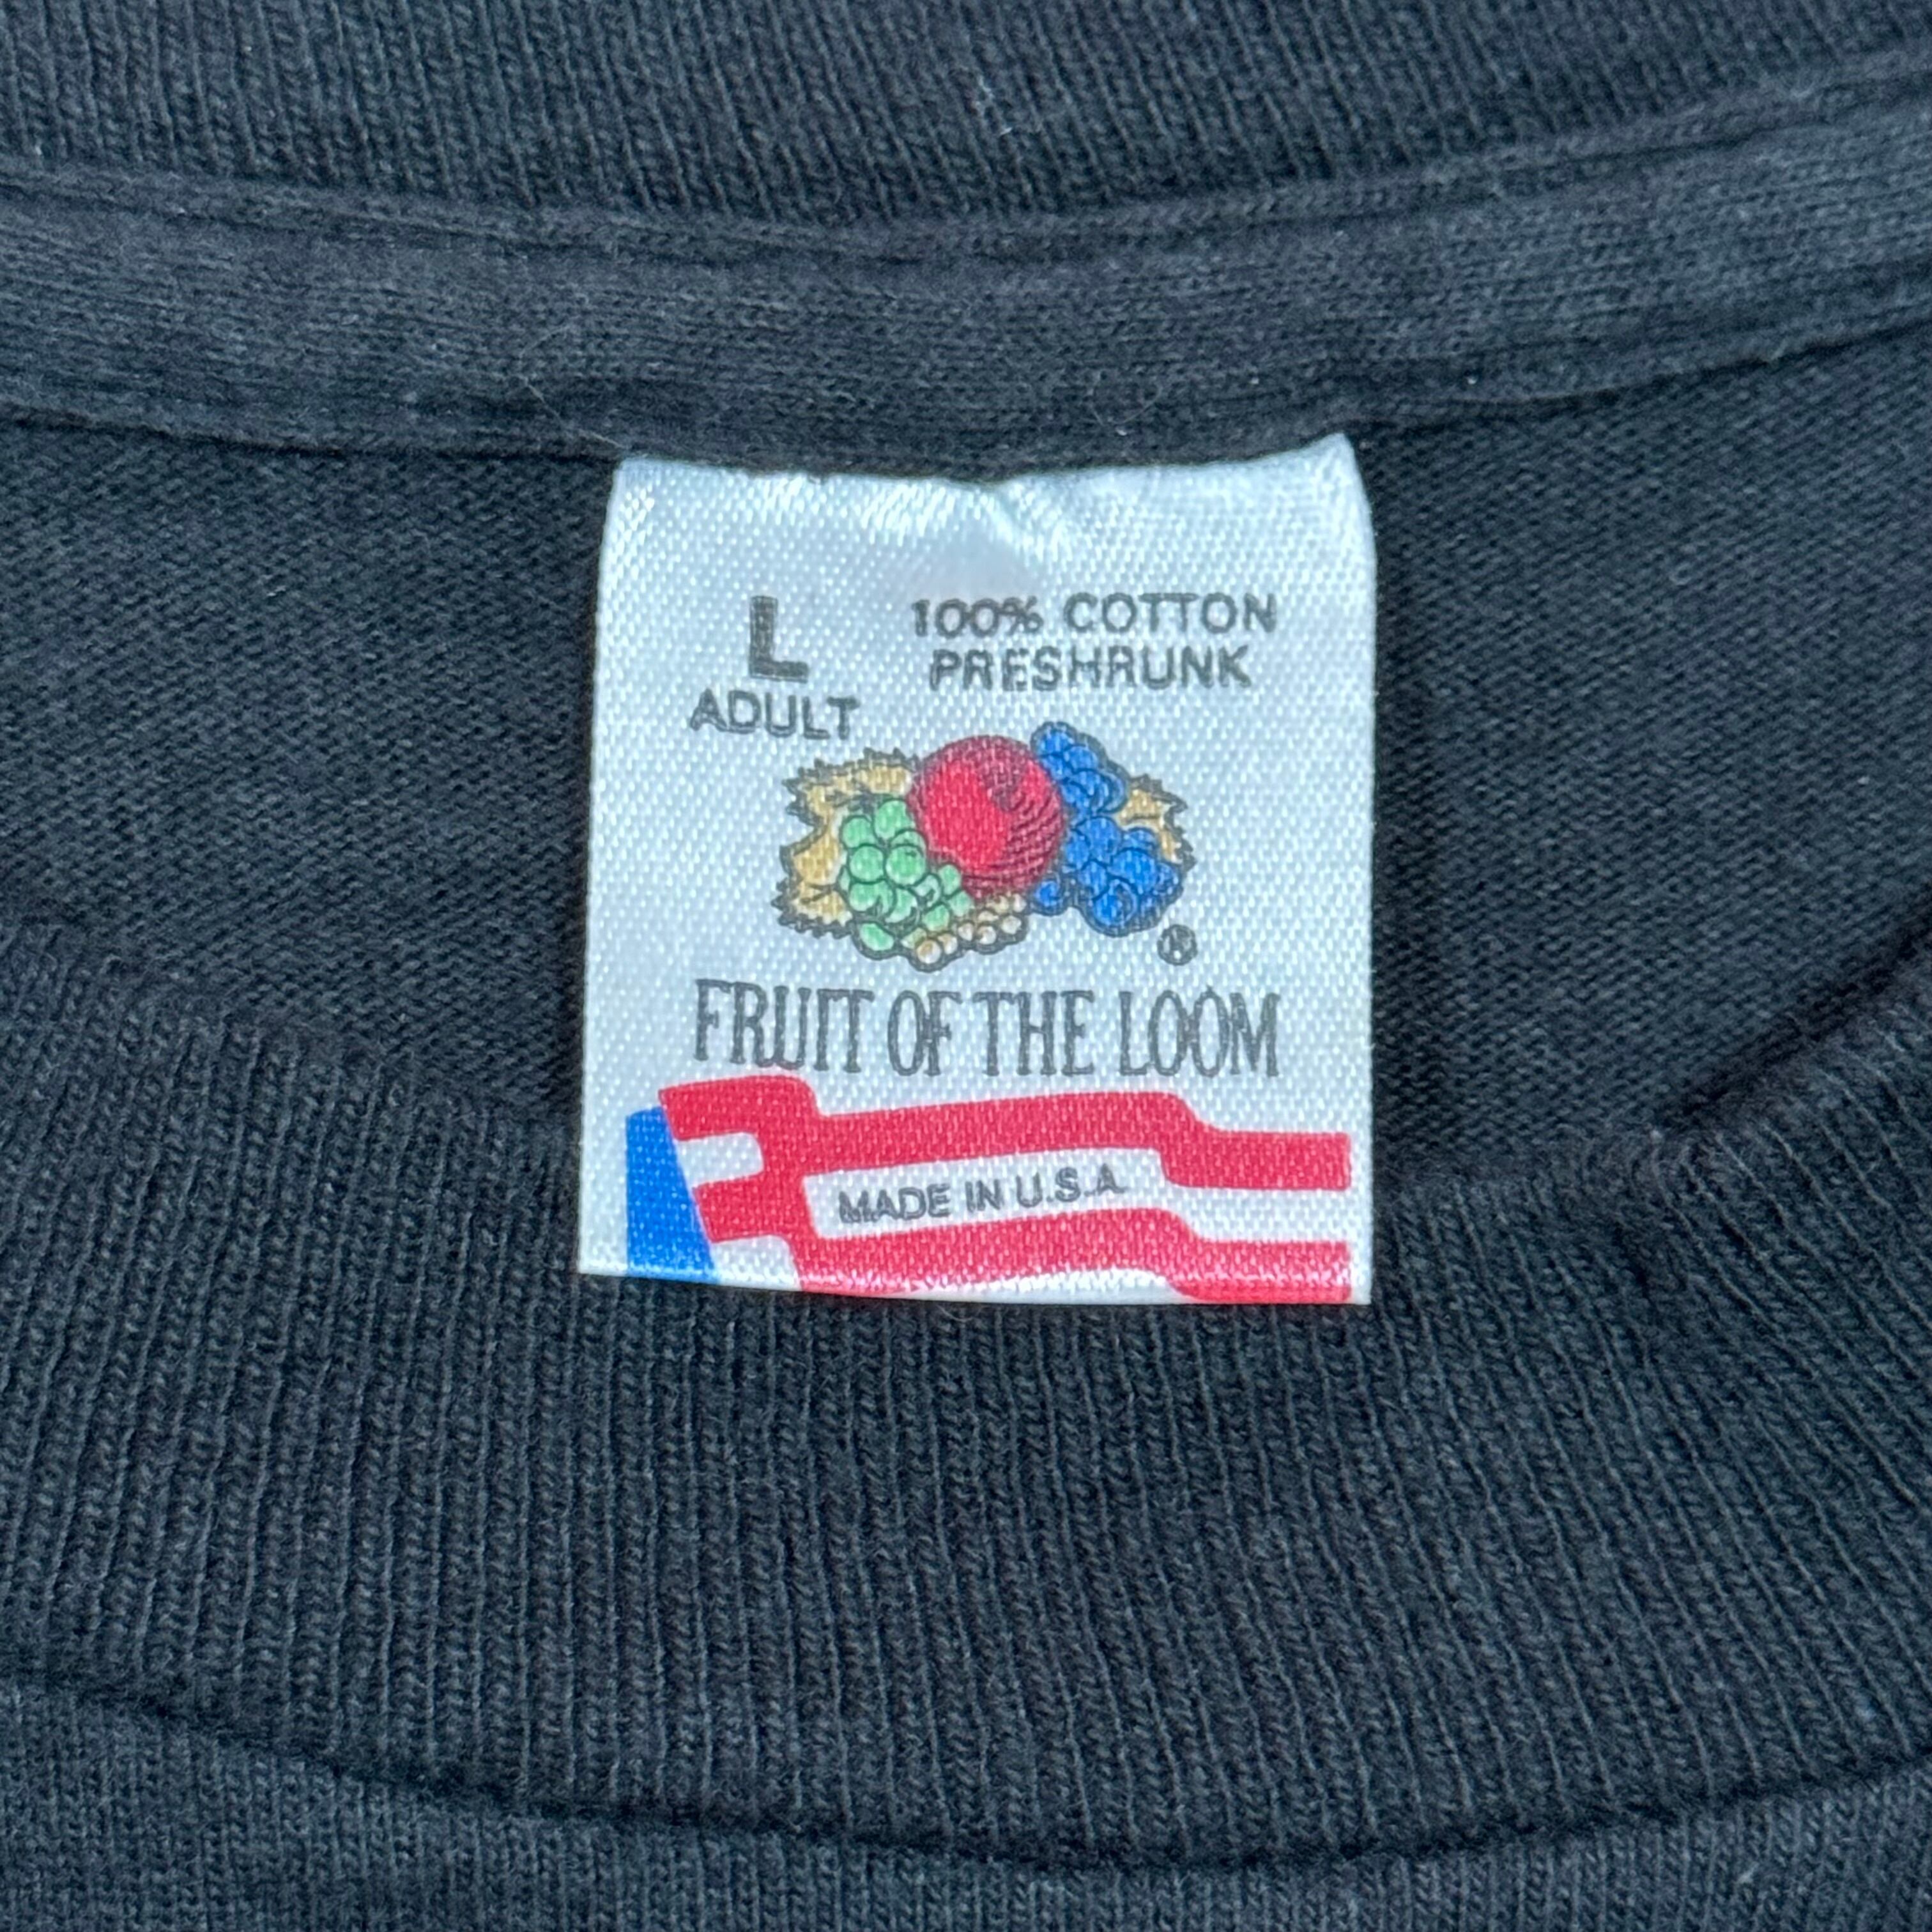 L
ADULT
100% COTTON
PRESHRUNK
®
FRUIT OF THE LOOM
MADE IN U.S.A.